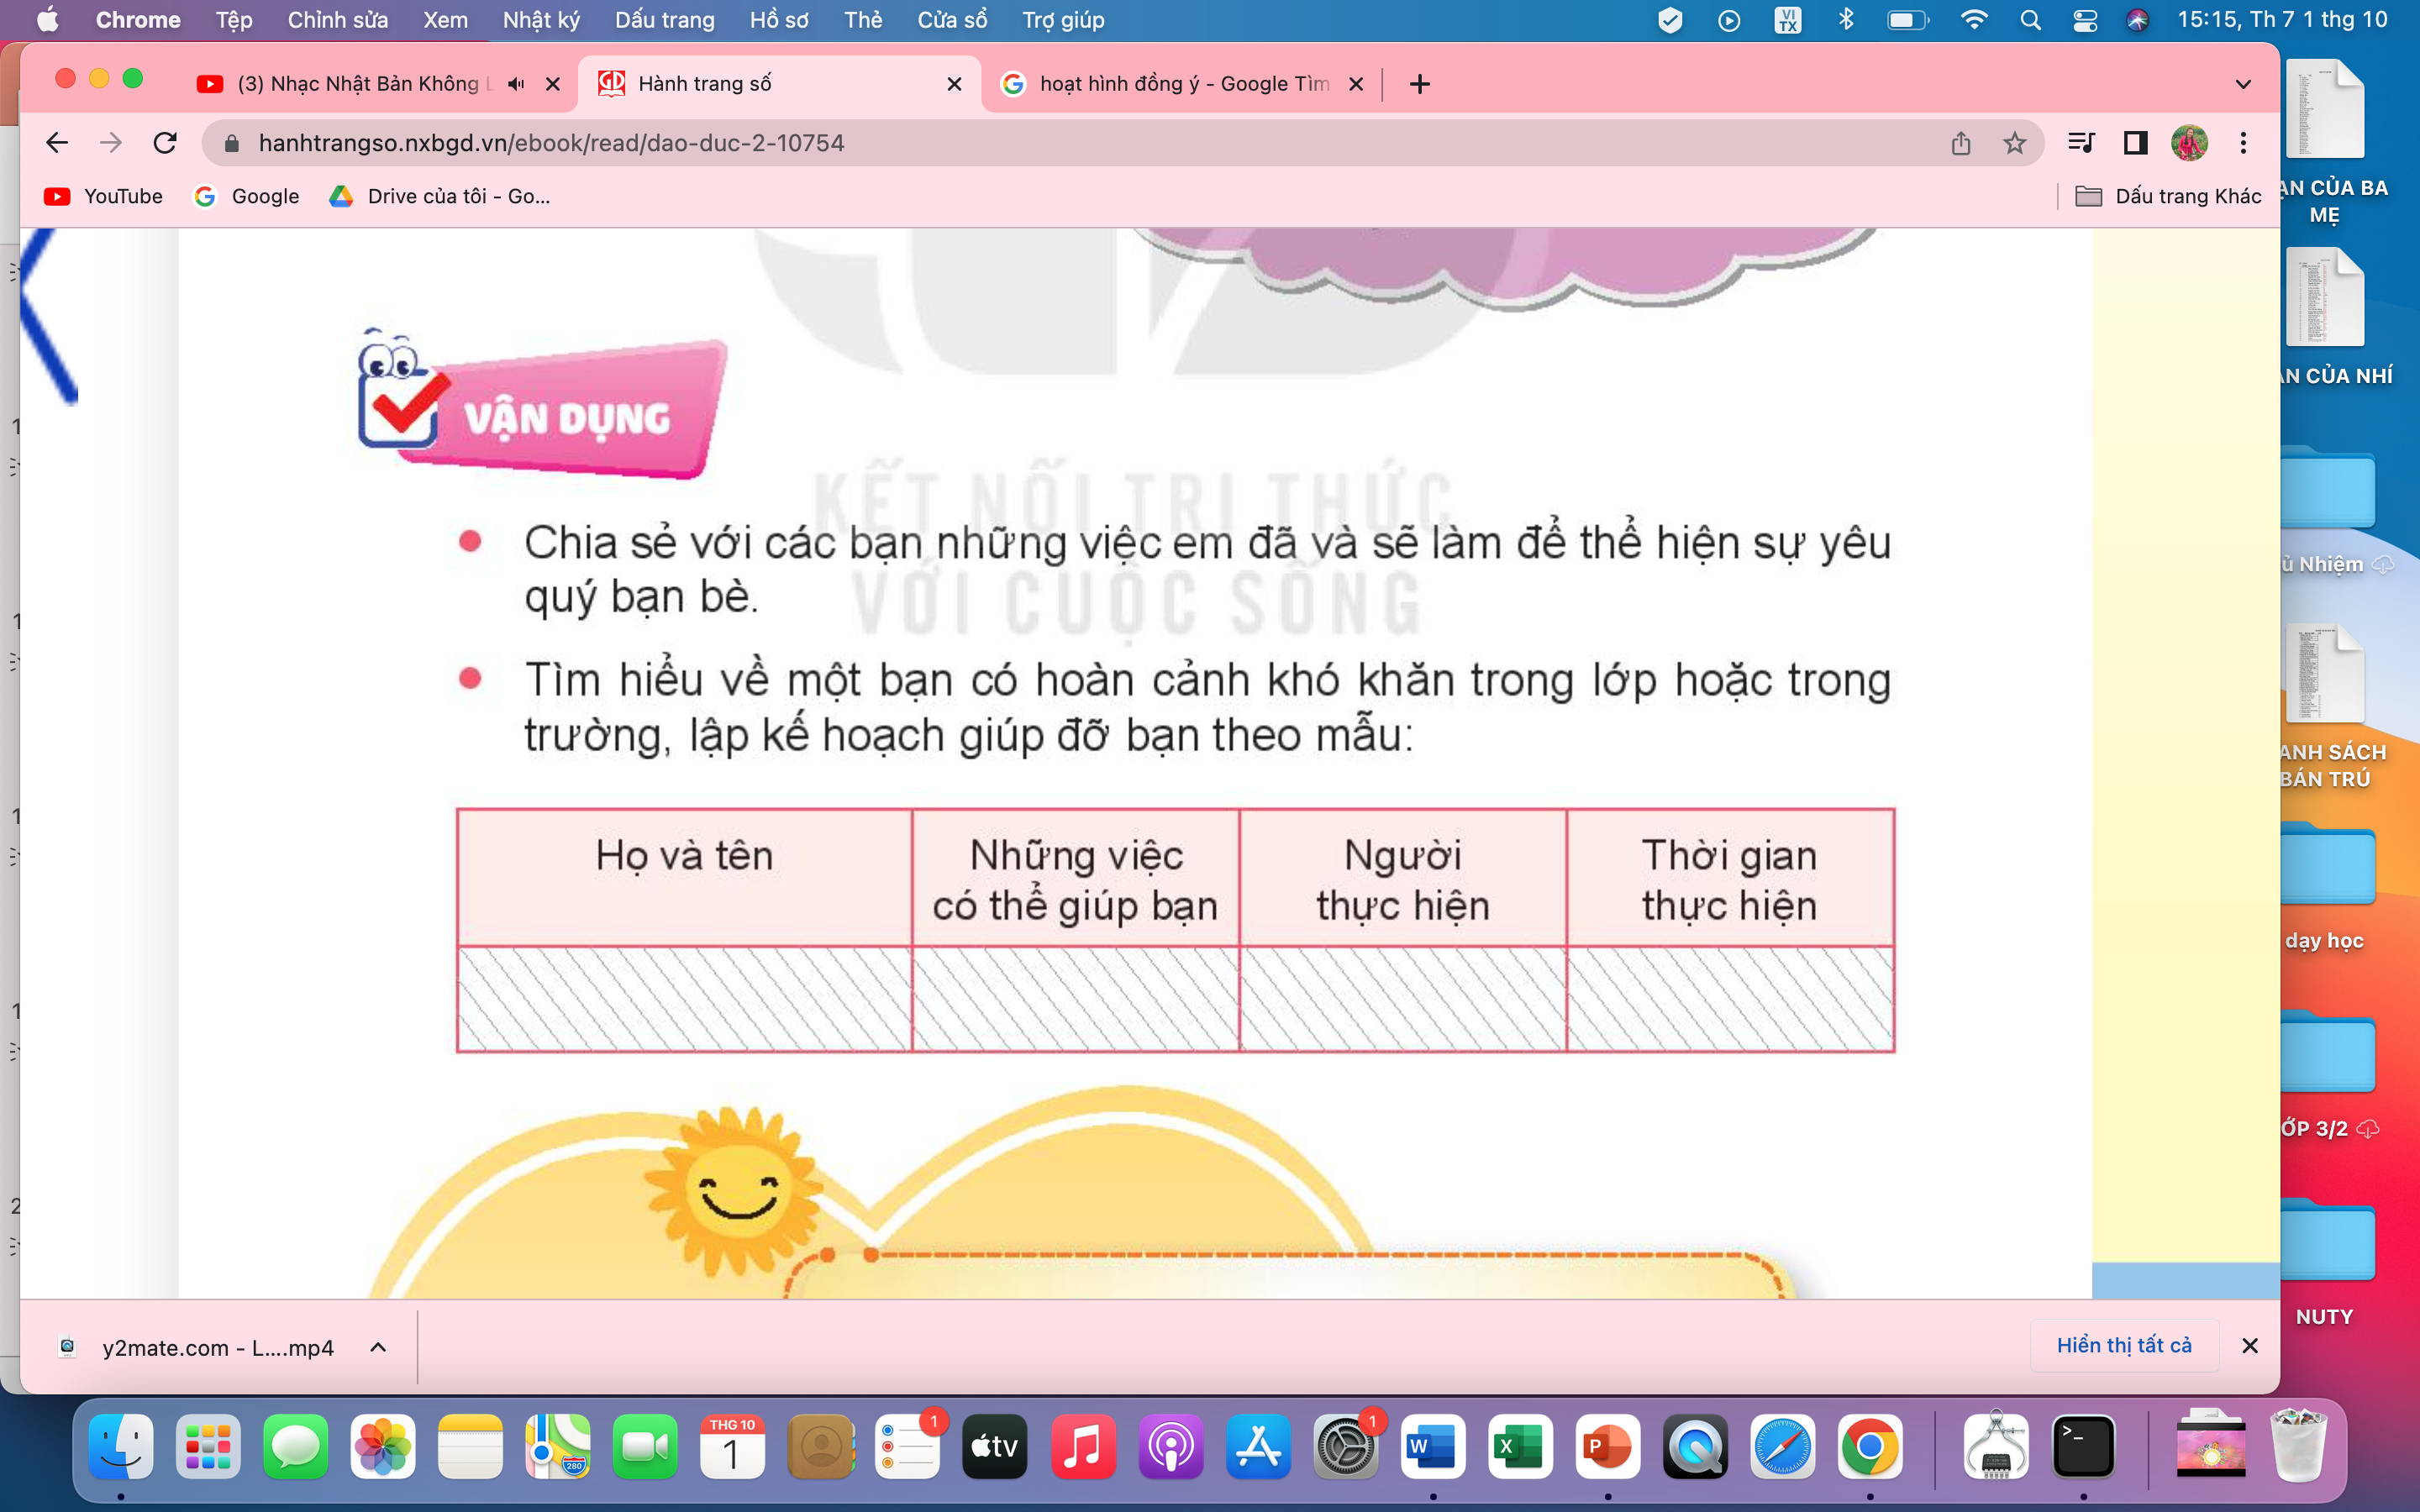 Chrome Tệp Chỉnh sửa Xem Nhật ký Dấu trang Hồ sơ Thẻ Cửa sổ Trợ giúp VI TX 15:15, Th 7 1 thg 10
(3) Nhạc Nhật Bản Không L Hành trang số hoạt hình đồng ý - Google Tìm
hanhtrangso.nxbgd.vn/ebook/read/dao-duc-2-10754
YouTube Google Drive của tôi - Go... Dấu trang Khác
VẬN DỤNG
KẾT NỐI TRI THỨC
VỚI CUỘC SỐNG
Chia sẻ với các bạn những việc em đã và sẽ làm để thể hiện sự yêu
quý bạn bè.
Tìm hiểu về một bạn có hoàn cảnh khó khăn trong lớp hoặc trong
trường, lập kế hoạch giúp đỡ bạn theo mẫu:
Họ và tên Những việc Người Thời gian
có thể giúp bạn thực hiện thực hiện
CỦA BA
MẸ
CỦA NHÍ
Nhiệm
SÁCH
BÁN TRÚ
dạy học
3/2
NUTY
y2mate.com - L....mp4 Hiển thị tất cả
THG 10
1
1
tv
1
280
W
X
P